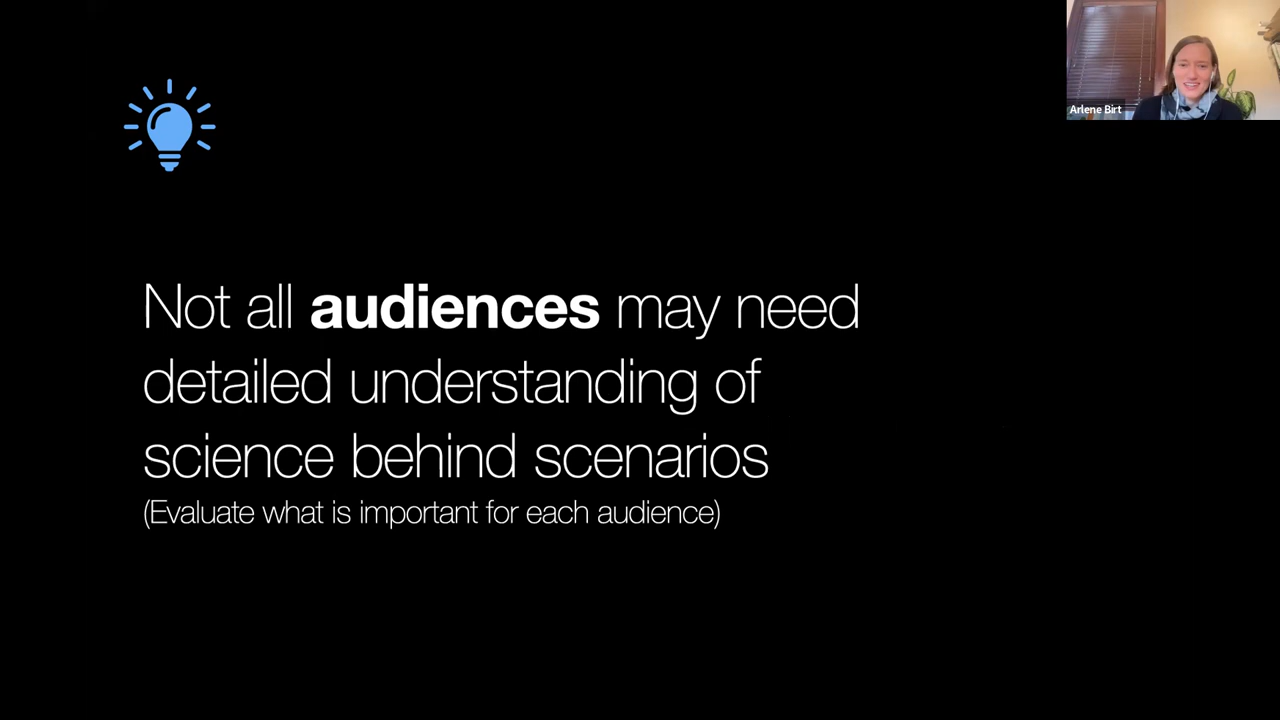 Arlene Birt
Not all audiences may need
detailed understanding of
science behind scenarios
(Evaluate what is important for each audience)